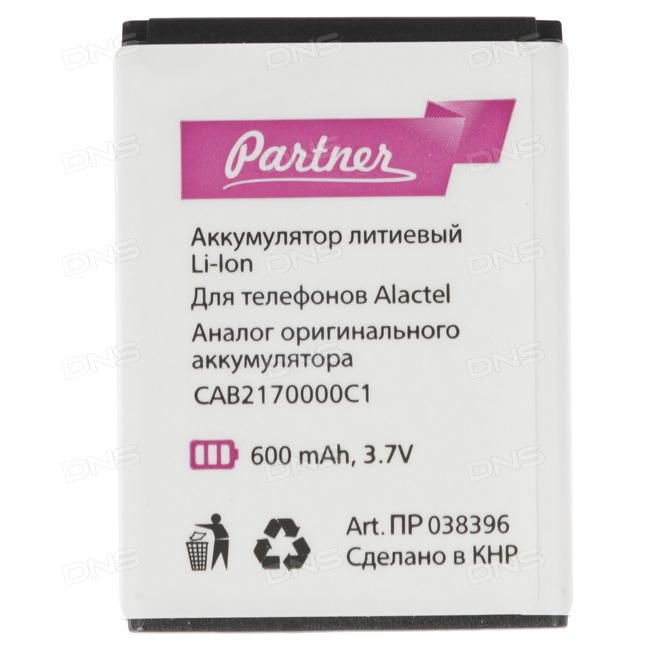 Partner
Аккумулятор литиевый
Li-Ion
Для телефонов Alactel
Аналог оригинального
аккумулятора
CAB2170000C1
600 mAh, 3.7V
Art. ПР 038396
Сделано в КНР
DNS